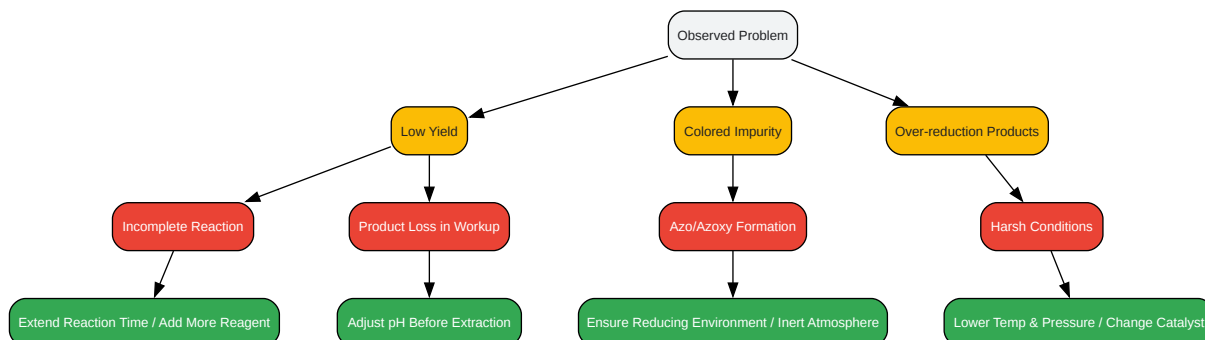 Observed Problem
Low Yield
Colored Impurity
Over-reduction Products
Incomplete Reaction
Product Loss in Workup
Azo/Azoxy Formation
Harsh Conditions
Extend Reaction Time / Add More Reagent
Adjust pH Before Extraction
Ensure Reducing Environment / Inert Atmosphere
Lower Temp & Pressure / Change Catalyst